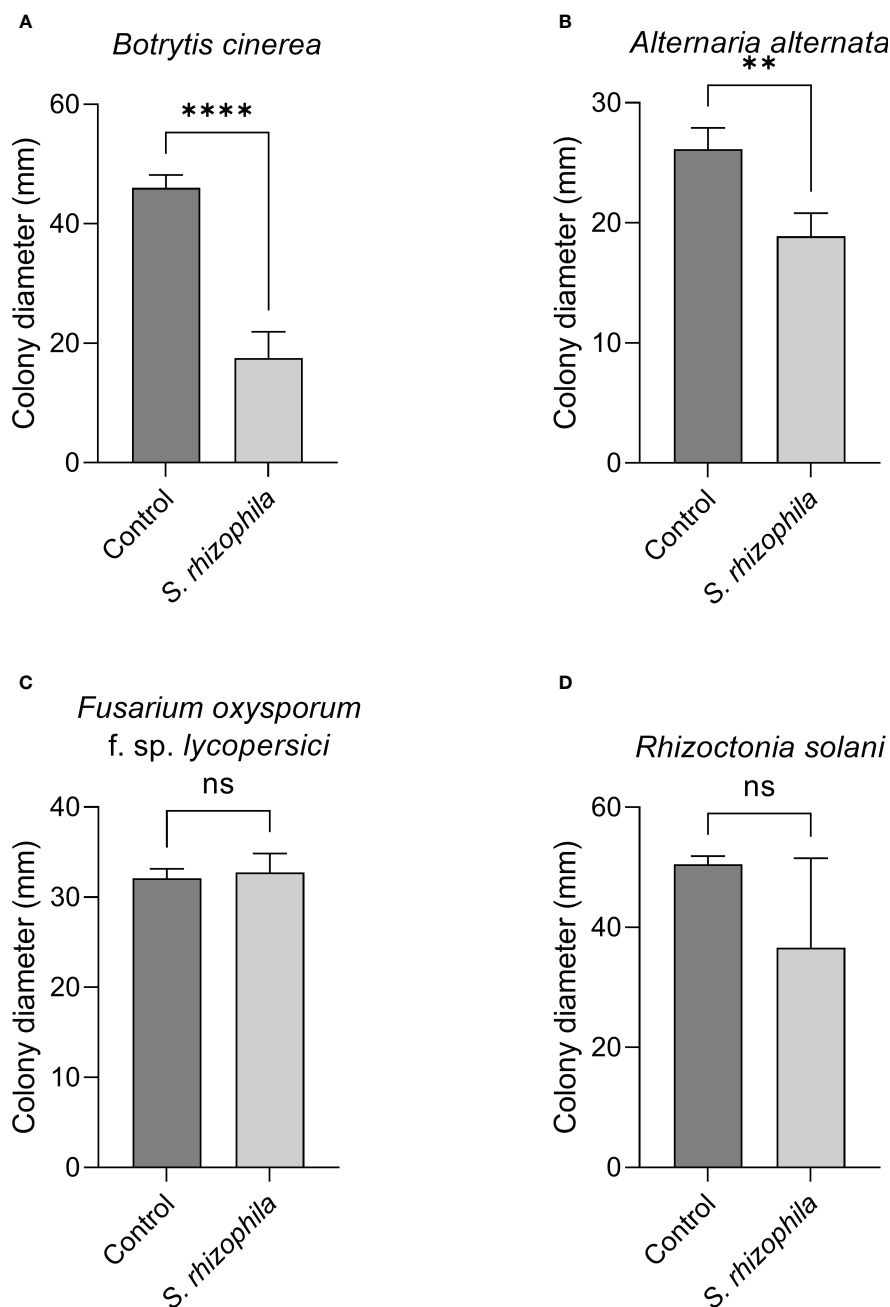 A
Botrytis cinerea
****
Colony diameter (mm)
60
40
20
0
Control
S. rhizophila
B
Alternaria alternata
**
Colony diameter (mm)
30
20
10
0
Control
S. rhizophila
C
Fusarium oxysporum
f. sp. lycopersici
ns
Colony diameter (mm)
40
30
20
10
0
Control
S. rhizophila
D
Rhizoctonia solani
ns
Colony diameter (mm)
60
40
20
0
Control
S. rhizophila